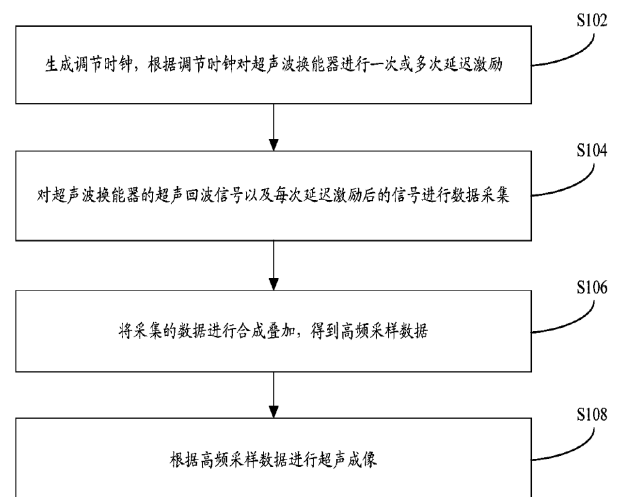 S102
生成调节时钟，根据调节时钟对超声波换能器进行一次或多次延迟激励
S104
对超声波换能器的超声回波信号以及每次延迟激励后的信号进行数据采集
S106
将采集的数据进行合成叠加，得到高频采样数据
S108
根据高频采样数据进行超声成像